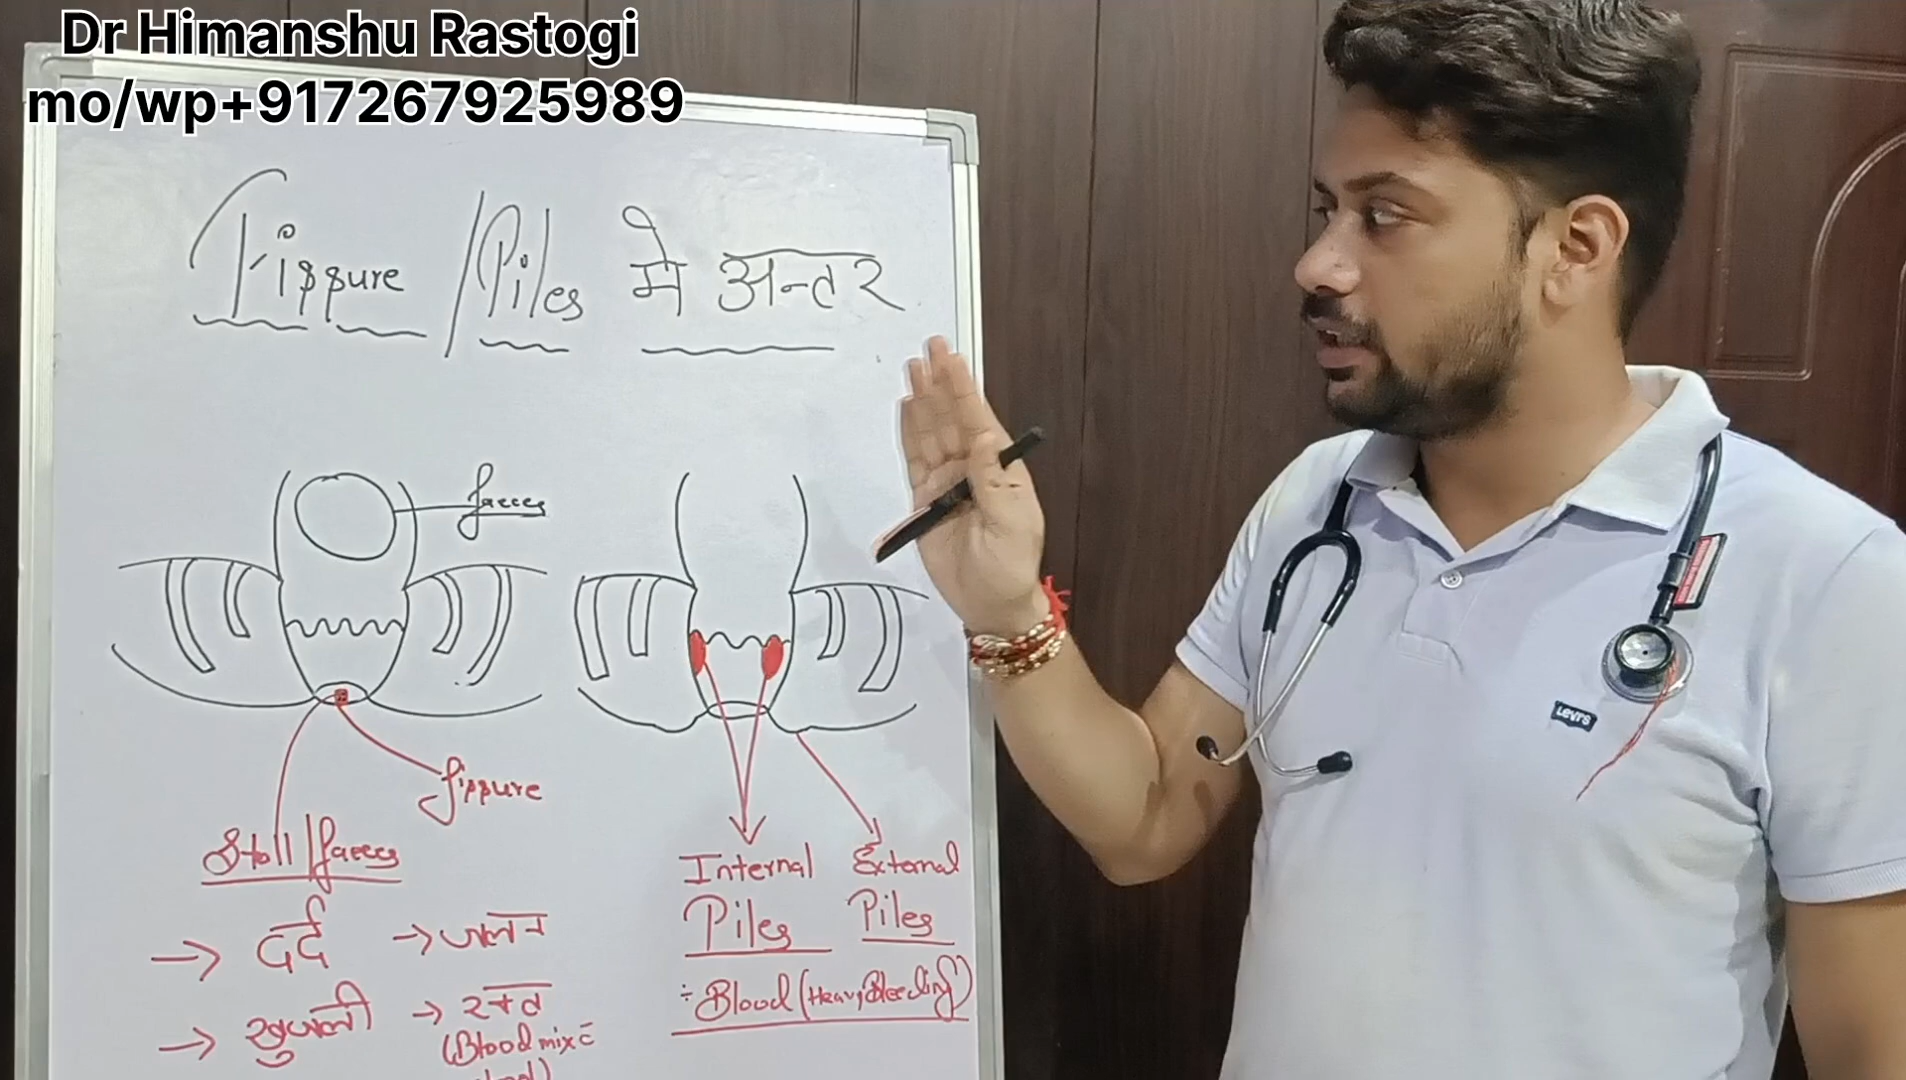 Dr Himanshu Rastogi
mo/wp+917267925989
Fissure / Piles मे अन्तर
faeces
fissure
Stoll/faeces
Internal Piles
External Piles
→ दर्द → जलन
→ खुजली → रक्त
(Blood mix c̄
÷ Blood (Heavy Bleeding)
Levi's